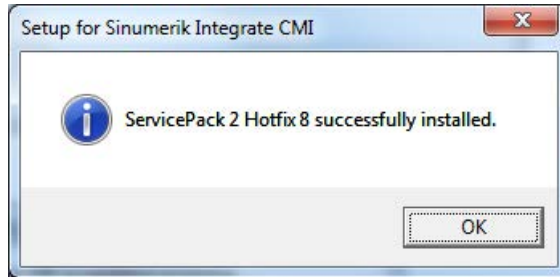 Setup for Sinumerik Integrate CMI
ServicePack 2 Hotfix 8 successfully installed.
OK